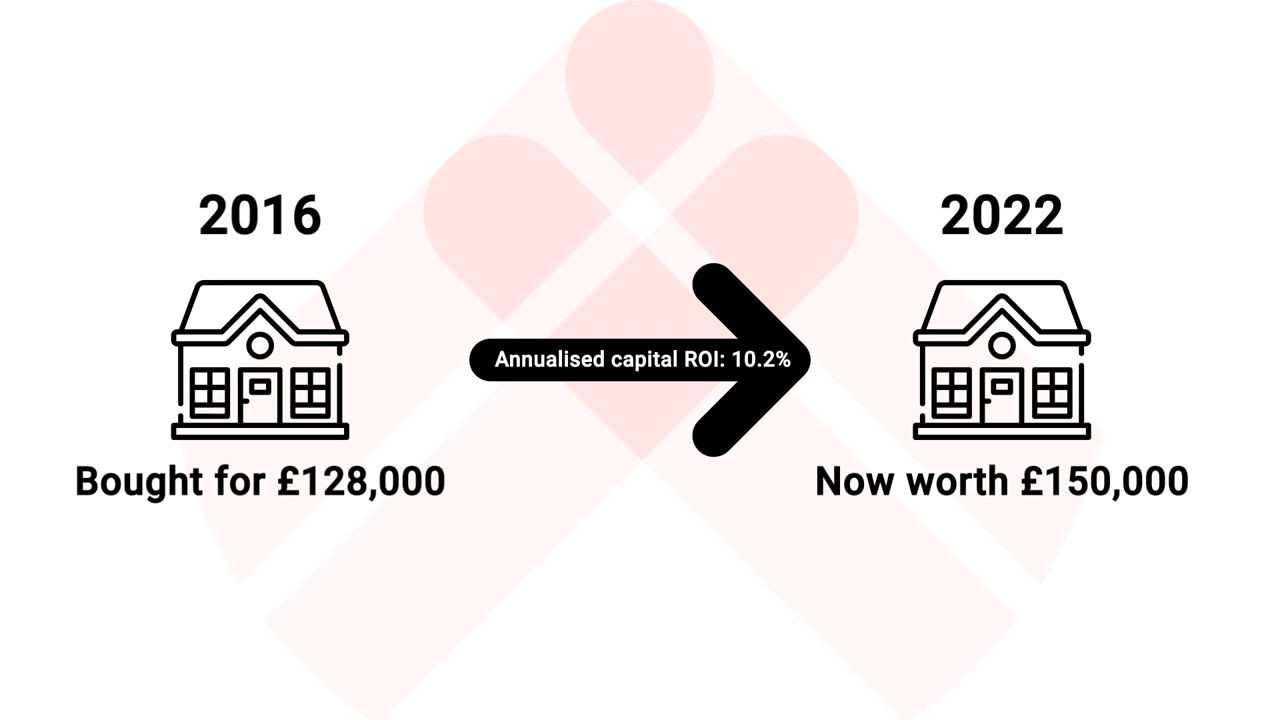 2016
2022
Annualised capital ROI: 10.2%
Bought for £128,000
Now worth £150,000